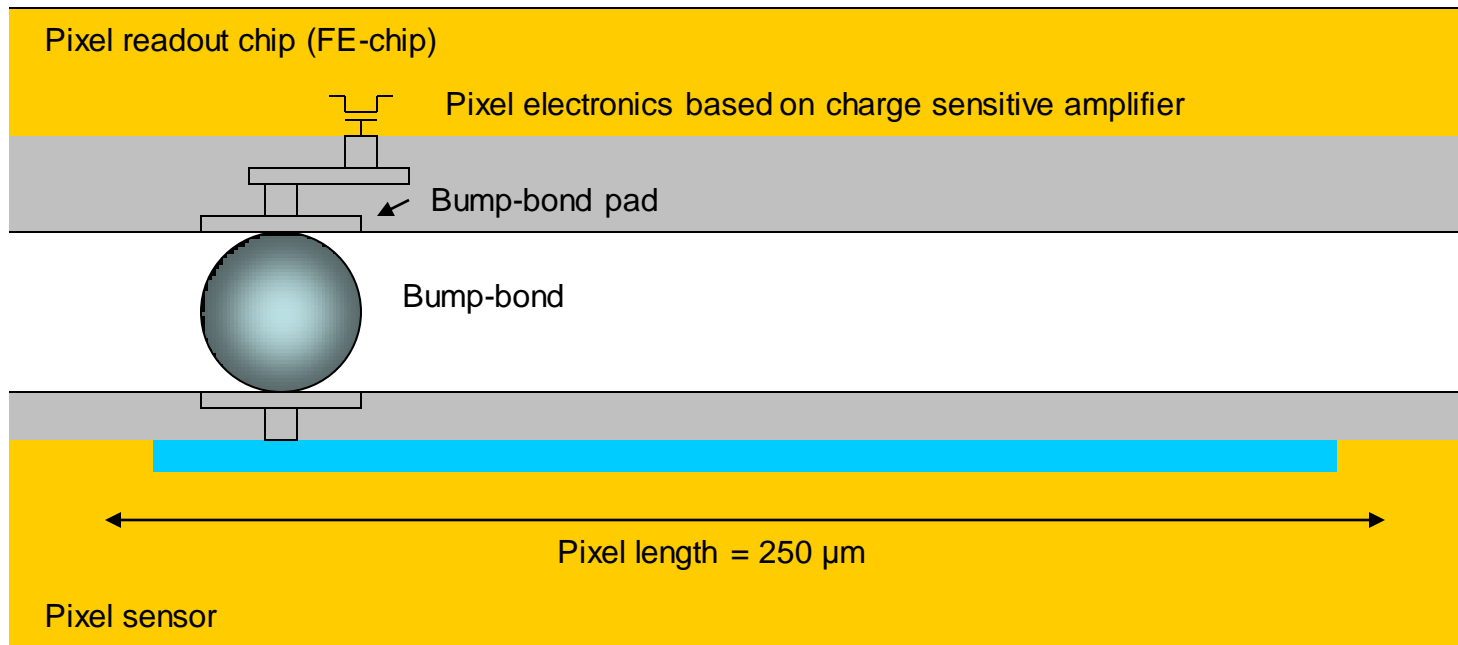 Pixel readout chip (FE-chip)
Pixel electronics based on charge sensitive amplifier
Bump-bond pad
Bump-bond
Pixel length = 250 µm
Pixel sensor